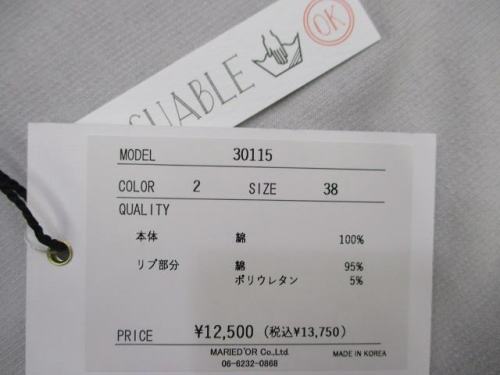 OK
SUABLE
MODEL 30115
COLOR 2 SIZE 38
QUALITY
本体 綿 100%
リブ部分 綿 95%
ポリウレタン 5%
PRICE ¥12,500 (税込¥13,750)
MARIED'OR Co.,Ltd.
06-6232-0868
MADE IN KOREA